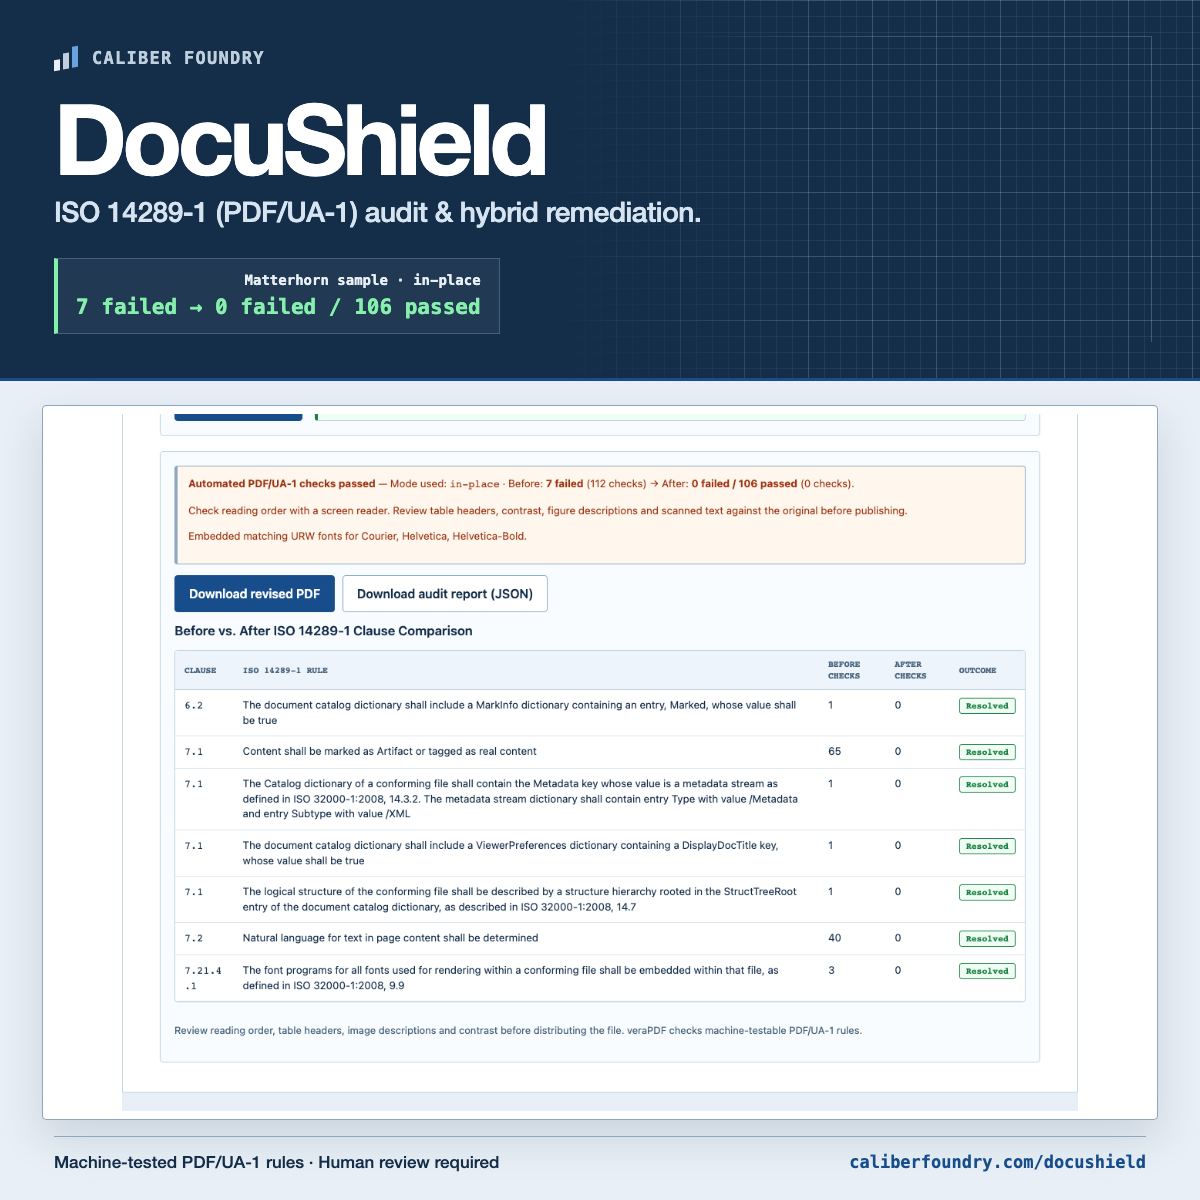 CALIBER FOUNDRY
DocuShield
ISO 14289-1 (PDF/UA-1) audit & hybrid remediation.
Matterhorn sample · in-place
7 failed → 0 failed / 106 passed
Automated PDF/UA-1 checks passed — Mode used: in-place · Before: 7 failed (112 checks) → After: 0 failed / 106 passed (0 checks).
Check reading order with a screen reader. Review table headers, contrast, figure descriptions and scanned text against the original before publishing.
Embedded matching URW fonts for Courier, Helvetica, Helvetica-Bold.
Download revised PDF Download audit report (JSON)
Before vs. After ISO 14289-1 Clause Comparison
CLAUSE ISO 14289-1 RULE BEFORE CHECKS AFTER CHECKS OUTCOME
6.2 The document catalog dictionary shall include a MarkInfo dictionary containing an entry, Marked, whose value shall 1 0 Resolved
be true
7.1 Content shall be marked as Artifact or tagged as real content 65 0 Resolved
7.1 The Catalog dictionary of a conforming file shall contain the Metadata key whose value is a metadata stream as 1 0 Resolved
defined in ISO 32000-1:2008, 14.3.2. The metadata stream dictionary shall contain entry Type with value /Metadata
and entry Subtype with value /XML
7.1 The document catalog dictionary shall include a ViewerPreferences dictionary containing a DisplayDocTitle key, 1 0 Resolved
whose value shall be true
7.1 The logical structure of the conforming file shall be described by a structure hierarchy rooted in the StructTreeRoot 1 0 Resolved
entry of the document catalog dictionary, as described in ISO 32000-1:2008, 14.7
7.2 Natural language for text in page content shall be determined 40 0 Resolved
7.21.4 The font programs for all fonts used for rendering within a conforming file shall be embedded within that file, as 3 0 Resolved
.1 defined in ISO 32000-1:2008, 9.9
Review reading order, table headers, image descriptions and contrast before distributing the file. veraPDF checks machine-testable PDF/UA-1 rules.
Machine-tested PDF/UA-1 rules · Human review required
caliberfoundry.com/docushield